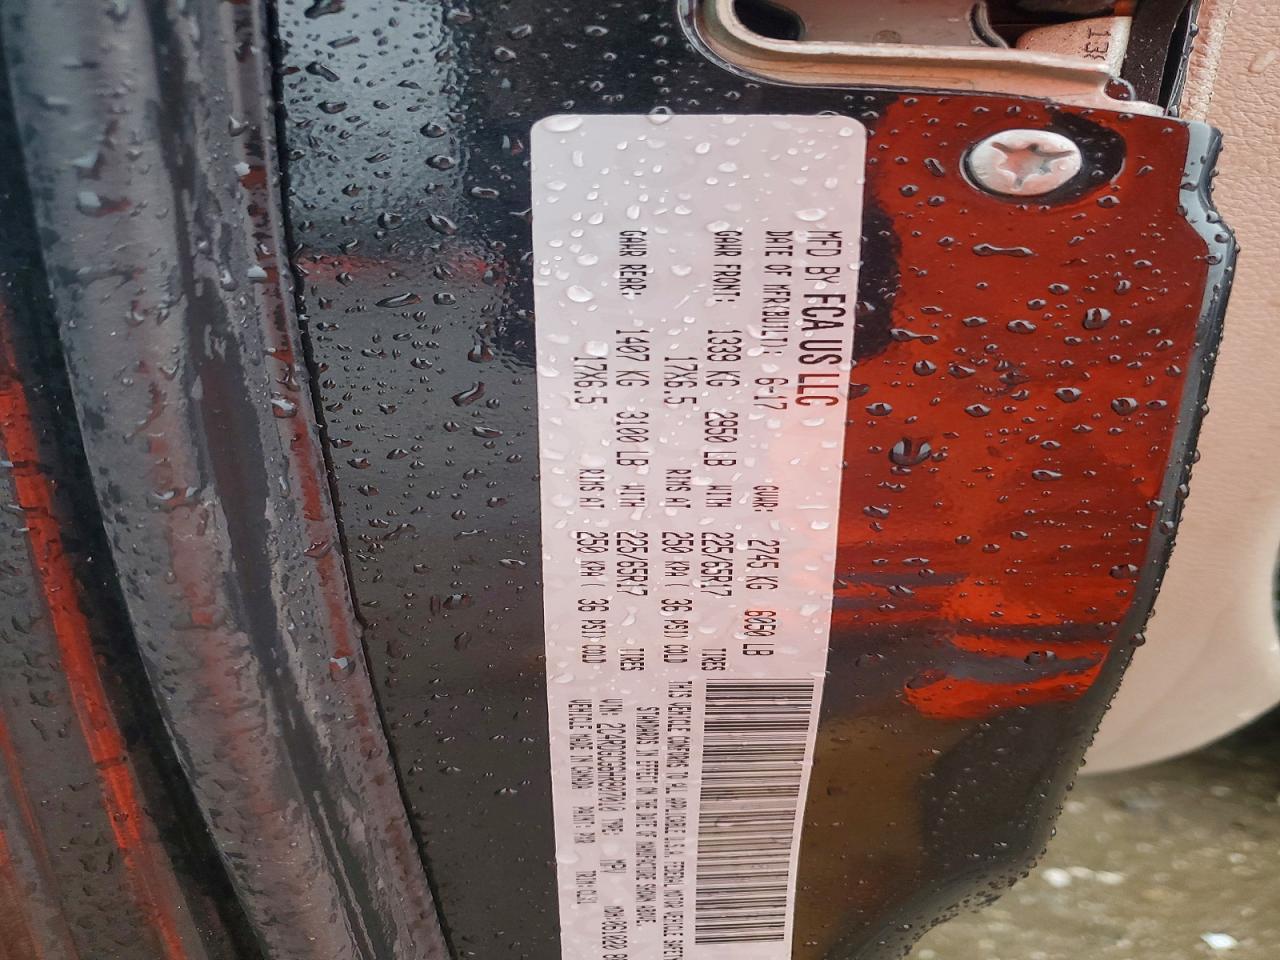 MFD BY FCA US LLC
DATE OF MFR/BUILT: 6-17 GVWR: 2745 KG 6050 LB
GAWR FRONT: 1339 KG 2950 LB WITH 225/65R17 TIRES
17X6.5 RIMS AT 250 KPA / 36 PSI) COLD
GAWR REAR: 1407 KG 3100 LB WITH 225/65R17 TIRES
17X6.5 RIMS AT 250 KPA / 36 PSI) COLD
THIS VEHICLE CONFORMS TO ALL APPLICABLE U.S.A. FEDERAL MOTOR VEHICLE SAFETY
STANDARDS IN EFFECT ON THE DATE OF MANUFACTURE SHOWN ABOVE.
VIN: TYPE: MPV
VEHICLE MADE IN CANADA PAINT: TRIM: